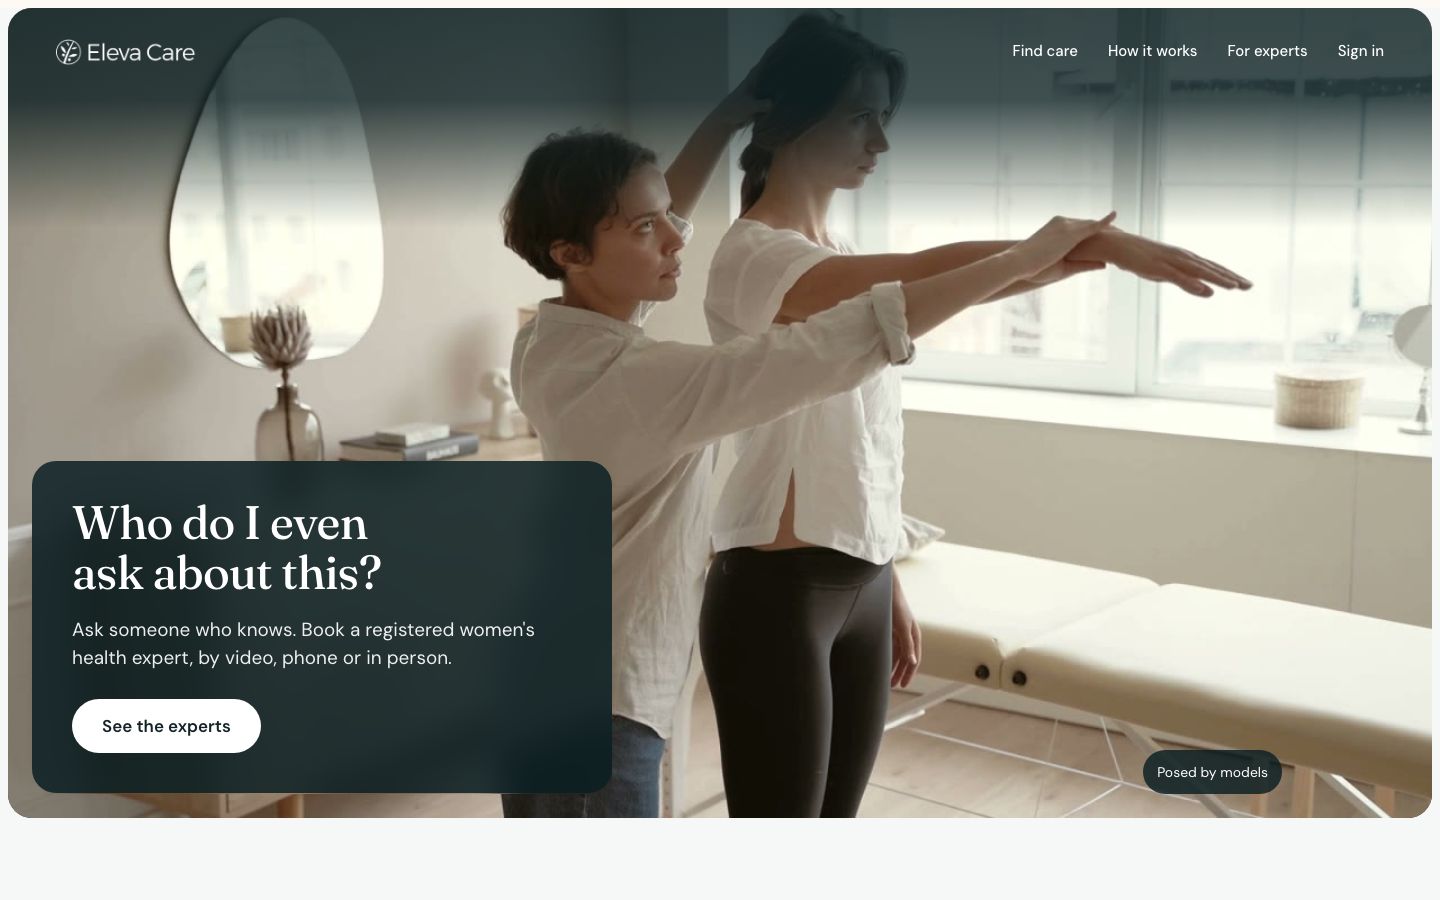 Eleva Care
Find care
How it works
For experts
Sign in
BAUHAUS
Who do I even
ask about this?
Ask someone who knows. Book a registered women's
health expert, by video, phone or in person.
See the experts
Posed by models